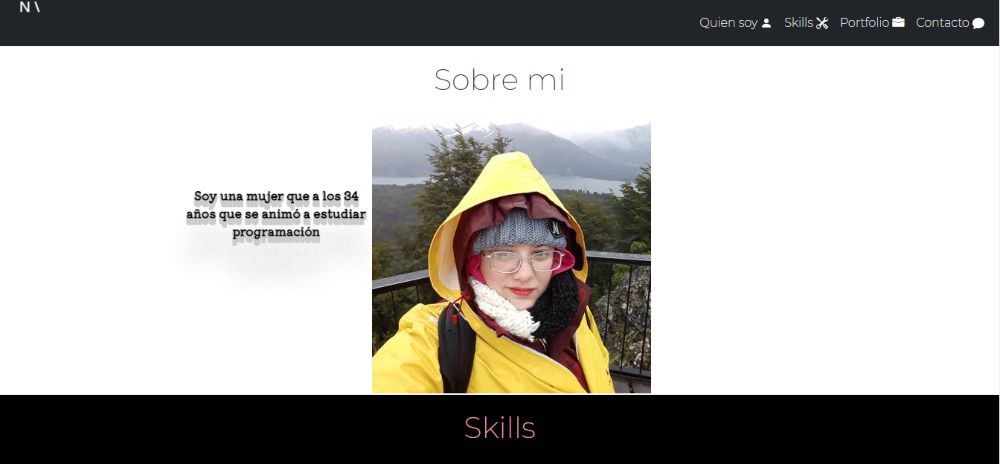 N\
Quien soy
Skills
Portfolio
Contacto
Sobre mi
Soy una mujer que a los 34
años que se animó a estudiar
programación
Skills